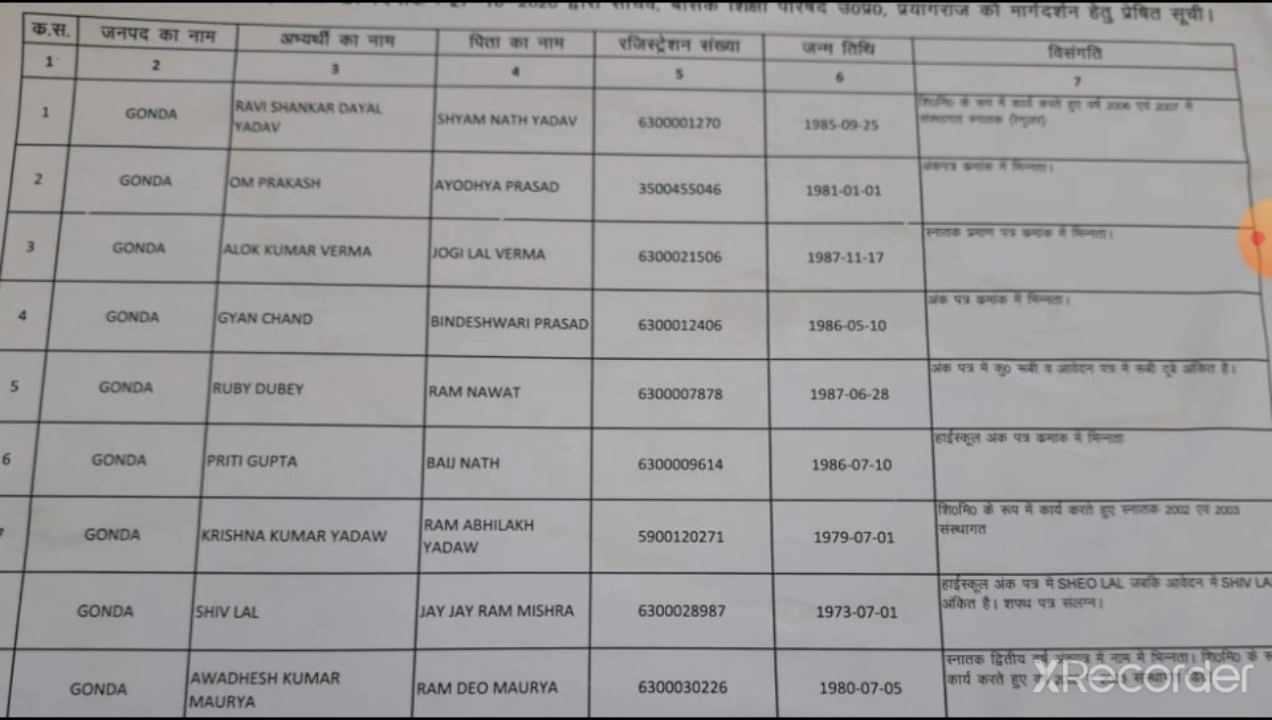 2020 द्वारा सचिव, बेसिक शिक्षा परिषद उ0प्र0, प्रयागराज को मार्गदर्शन हेतु प्रेषित सूची।
क.स. जनपद का नाम अभ्यर्थी का नाम पिता का नाम रजिस्ट्रेशन संख्या जन्म तिथि विसंगति
1 2 3 4 5 6 7
1 GONDA RAVI SHANKAR DAYAL YADAV SHYAM NATH YADAV 6300001270 1985-09-25 शि0मि0 के रूप में कार्य करते हुए वर्ष 2006 एवं 2007 में
संस्थागत स्नातक (रेगुलर)
2 GONDA OM PRAKASH AYODHYA PRASAD 3500455046 1981-01-01 अंकपत्र क्रमांक में भिन्नता।
3 GONDA ALOK KUMAR VERMA JOGI LAL VERMA 6300021506 1987-11-17 स्नातक प्रमाण पत्र क्रमांक में भिन्नता।
4 GONDA GYAN CHAND BINDESHWARI PRASAD 6300012406 1986-05-10 अंक पत्र क्रमांक में भिन्नता।
5 GONDA RUBY DUBEY RAM NAWAT 6300007878 1987-06-28 अंक पत्र में कु0 रूबी व आवेदन पत्र में रूबी दूबे अंकित है।
6 GONDA PRITI GUPTA BAIJ NATH 6300009614 1986-07-10 हाईस्कूल अंक पत्र क्रमांक में भिन्नता
GONDA KRISHNA KUMAR YADAW RAM ABHILAKH YADAW 5900120271 1979-07-01 शि0मि0 के रूप में कार्य करते हुए स्नातक 2002 एवं 2003
संस्थागत
GONDA SHIV LAL JAY JAY RAM MISHRA 6300028987 1973-07-01 हाईस्कूल अंक पत्र में SHEO LAL जबकि आवेदन में SHIV LA
अंकित है। शपथ पत्र संलग्न।
GONDA AWADHESH KUMAR MAURYA RAM DEO MAURYA 6300030226 1980-07-05 स्नातक द्वितीय वर्ष अंकपत्र में नाम में भिन्नता। शि0मि0 के
कार्य करते हुए
XRecorder